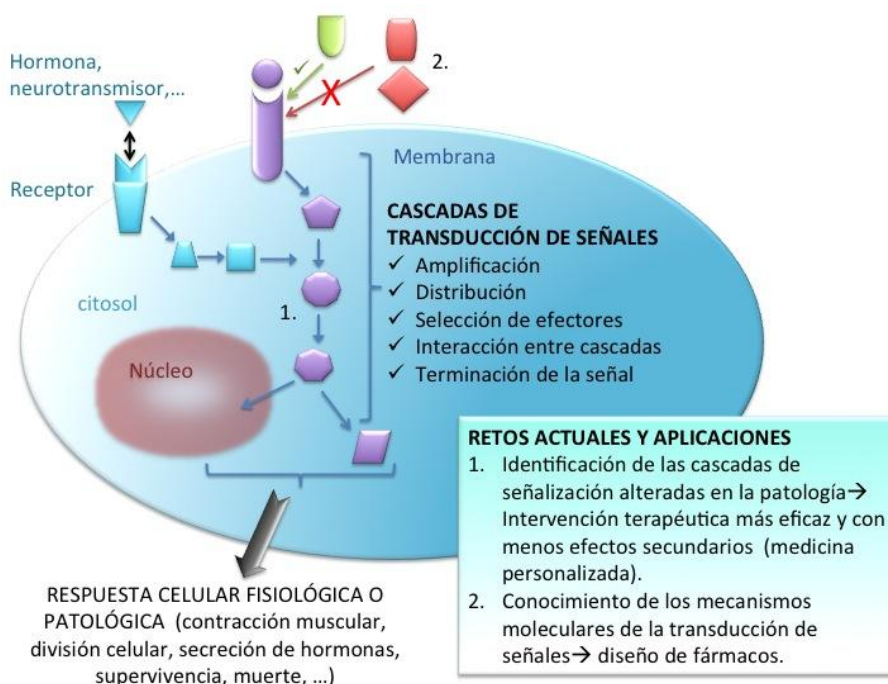 Hormona,
neurotransmisor,...
2.
Receptor
Membrana
CASCADAS DE
TRANSDUCCIÓN DE SEÑALES
✓ Amplificación
✓ Distribución
✓ Selección de efectores
✓ Interacción entre cascadas
✓ Terminación de la señal
citosol
1.
Núcleo
RETOS ACTUALES Y APLICACIONES
1. Identificación de las cascadas de
señalización alteradas en la patología→
Intervención terapéutica más eficaz y con
menos efectos secundarios (medicina
personalizada).
2. Conocimiento de los mecanismos
moleculares de la transducción de
señales→ diseño de fármacos.
RESPUESTA CELULAR FISIOLÓGICA O
PATOLÓGICA (contracción muscular,
división celular, secreción de hormonas,
supervivencia, muerte, ...)